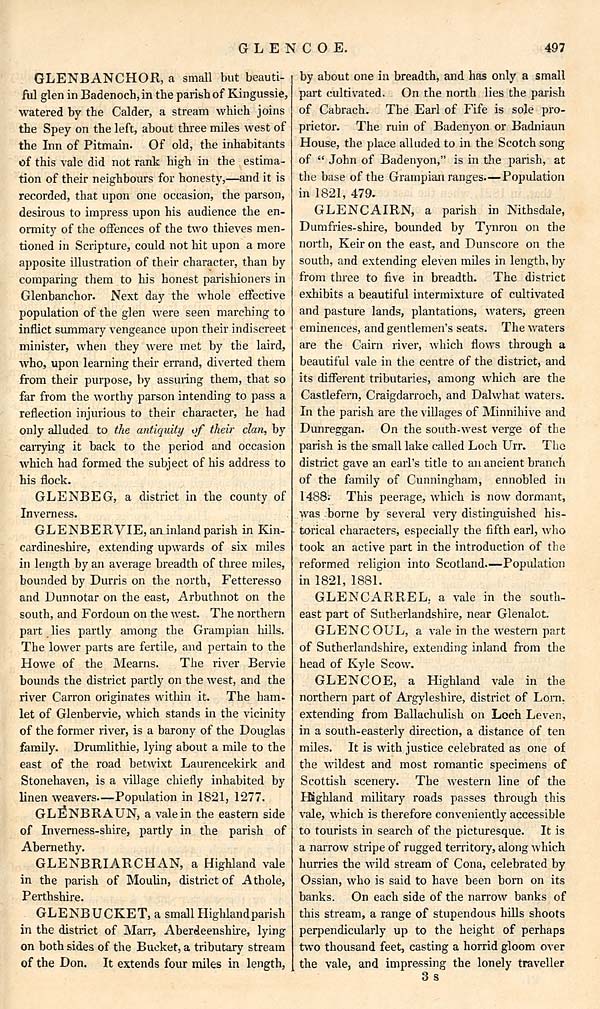 GLENCOE. 497
GLENBANCHOR, a small but beauti-
ful glen in Badenoch, in the parish of Kingussie,
watered by the Calder, a stream which joins
the Spey on the left, about three miles west of
the Inn of Pitmain. Of old, the inhabitants
of this vale did not rank high in the estima-
tion of their neighbours for honesty,—and it is
recorded, that upon one occasion, the parson,
desirous to impress upon his audience the en-
ormity of the offences of the two thieves men-
tioned in Scripture, could not hit upon a more
apposite illustration of their character, than by
comparing them to his honest parishioners in
Glenbanchor. Next day the whole effective
population of the glen were seen marching to
inflict summary vengeance upon their indiscreet
minister, when they were met by the laird,
who, upon learning their errand, diverted them
from their purpose, by assuring them, that so
far from the worthy parson intending to pass a
reflection injurious to their character, he had
only alluded to the antiquity of their clan, by
carrying it back to the period and occasion
which had formed the subject of his address to
his flock.
GLENBEG, a district in the county of
Inverness.
GLENBERVIE, an inland parish in Kin-
cardineshire, extending upwards of six miles
in length by an average breadth of three miles,
bounded by Durris on the north, Fetteresso
and Dunnotar on the east, Arbuthnot on the
south, and Fordoun on the west. The northern
part lies partly among the Grampian hills.
The lower parts are fertile, and pertain to the
Howe of the Mearns. The river Bervie
bounds the district partly on the west, and the
river Carron originates within it. The ham-
let of Glenbervie, which stands in the vicinity
of the former river, is a barony of the Douglas
family. Drumlithie, lying about a mile to the
east of the road betwixt Laurencekirk and
Stonehaven, is a village chiefly inhabited by
linen weavers.—Population in 1821, 1277.
GLENBRAUN, a vale in the eastern side
of Inverness-shire, partly in the parish of
Abernethy.
GLENBRIARCHAN, a Highland vale
in the parish of Moulin, district of Athole,
Perthshire.
GLENBUCKET, a small Highland parish
in the district of Marr, Aberdeenshire, lying
on both sides of the Bucket, a tributary stream
of the Don. It extends four miles in length,
by about one in breadth, and has only a small
part cultivated. On the north lies the parish
of Cabrach. The Earl of Fife is sole pro-
prietor. The ruin of Badenyon or Badniaun
House, the place alluded to in the Scotch song
of "John of Badenyon," is in the parish, at
the base of the Grampian ranges.—Population
in 1821, 479.
GLENCAIRN, a parish in Nithsdale,
Dumfries-shire, bounded by Tynron on the
north, Keir on the east, and Dunscore on the
south, and extending eleven miles in length, by
from three to five in breadth. The district
exhibits a beautiful intermixture of cultivated
and pasture lands, plantations, waters, green
eminences, and gentlemen's seats. The waters
are the Cairn river, which flows through a
beautiful vale in the centre of the district, and
its different tributaries, among which are the
Castlefern, Craigdarroch, and Dalwhat waters.
In the parish are the villages of Minnihive and
Dunreggan. On the south-west verge of the
parish is the small lake called Loch Urr. The
district gave an earl's title to an ancient branch
of the family of Cunningham, ennobled in
1488. This peerage, which is now dormant,
was borne by several very distinguished his-
torical characters, especially the fifth earl, who
took an active part in the introduction of the
reformed religion into Scotland.—Population
in 1821, 1881.
GLENCARREL, a vale in the south-
east part of Sutherlandshire, near Glenalot.
GLENCOUL, a vale in the western part
of Sutherlandshire, extending inland from the
head of Kyle Scow.
GLENCOE, a Highland vale in the
northern part of Argyleshire, district of Lorn,
extending from Ballachulish on Loch Leven,
in a south-easterly direction, a distance of ten
miles. It is with justice celebrated as one of
the wildest and most romantic specimens of
Scottish scenery. The western line of the
Highland military roads passes through this
vale, which is therefore conveniently accessible
to tourists in search of the picturesque. It is
a narrow stripe of rugged territory, along which
hurries the wild stream of Cona, celebrated by
Ossian, who is said to have been born on its
banks. On each side of the narrow banks of
this stream, a range of stupendous hills shoots
perpendicularly up to the height of perhaps
two thousand feet, casting a horrid gloom over
the vale, and impressing the lonely traveller
3 s